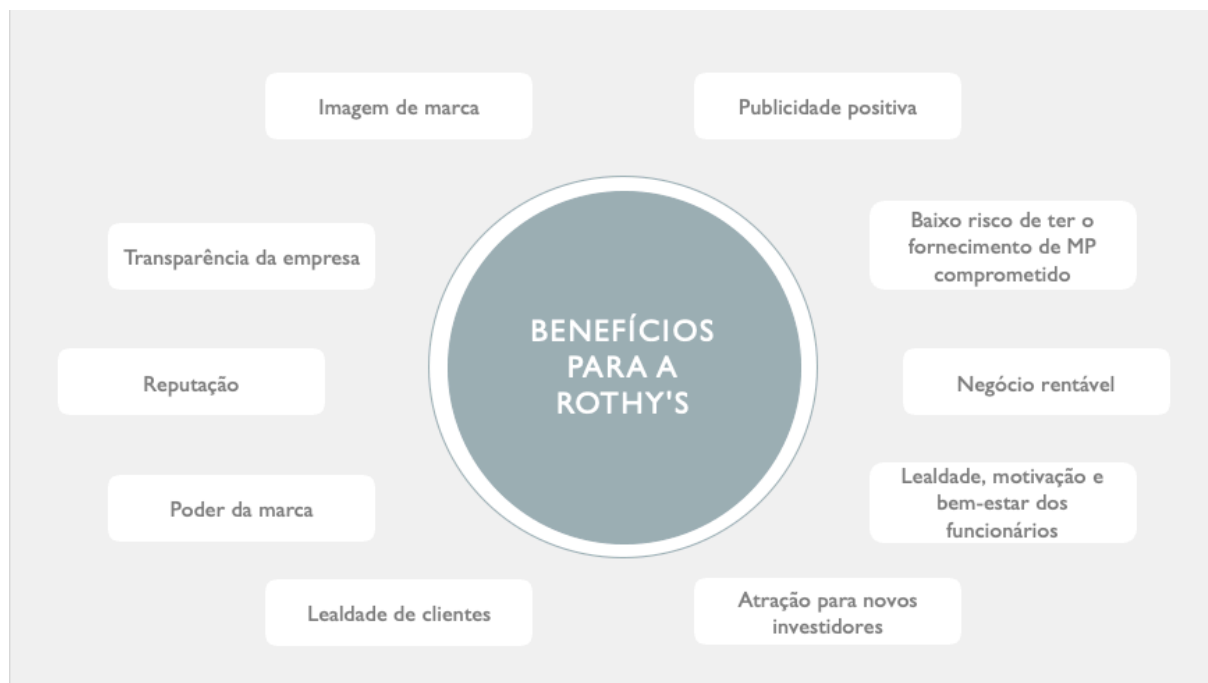 Imagem de marca
Publicidade positiva
Baixo risco de ter o
fornecimento de MP
comprometido
Transparência da empresa
BENEFÍCIOS
PARA A
ROTHY'S
Reputação
Negócio rentável
Poder da marca
Lealdade, motivação e
bem-estar dos
funcionários
Lealdade de clientes
Atração para novos
investidores